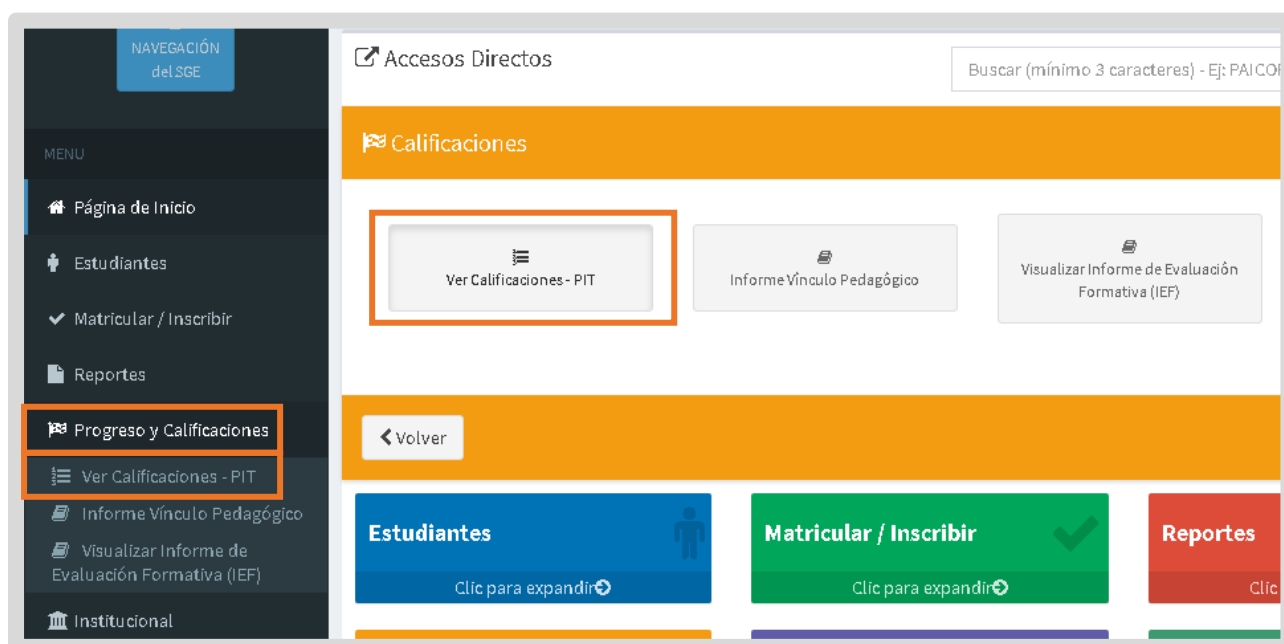 NAVEGACIÓN
del SGE
MENU
Página de Inicio
Estudiantes
Matricular / Inscribir
Reportes
Progreso y Calificaciones
Ver Calificaciones - PIT
Informe Vínculo Pedagógico
Visualizar Informe de
Evaluación Formativa (IEF)
Institucional
Accesos Directos
Buscar (mínimo 3 caracteres) - Ej: PAICOR
Calificaciones
Ver Calificaciones - PIT
Informe Vínculo Pedagógico
Visualizar Informe de Evaluación
Formativa (IEF)
Volver
Estudiantes
Clic para expandir
Matricular / Inscribir
Clic para expandir
Reportes
Clic